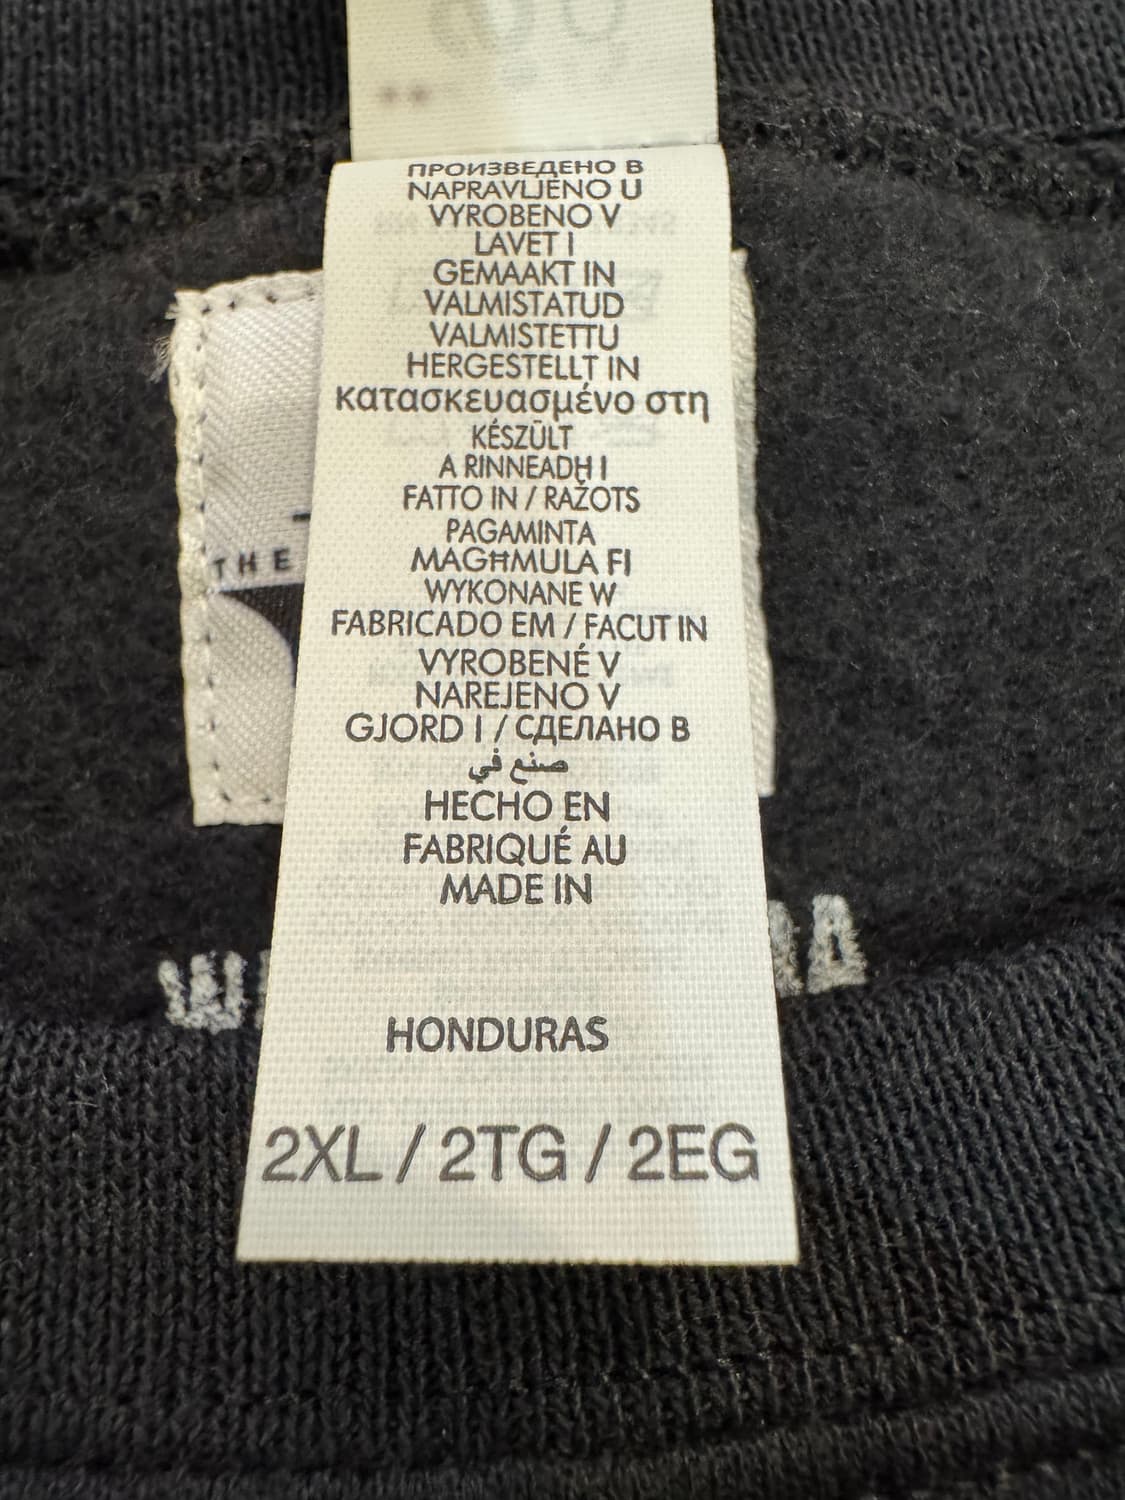 ПРОИЗВЕДЕНО В
NAPRAVLJENO U
VYROBENO V
LAVET I
GEMAAKT IN
VALMISTATUD
VALMISTETTU
HERGESTELLT IN
κατασκευασμένο στη
KÉSZŪLT
A RINNEADH I
FATTO IN / RAŽOTS
PAGAMINTA
MAGĦMULA FI
WYKONANE W
FABRICADO EM / FACUT IN
VYROBENÉ V
NAREJENO V
GJORD I / СДЕЛАНО В
صنع في
HECHO EN
FABRIQUÉ AU
MADE IN
HONDURAS
2XL / 2TG / 2EG
THE